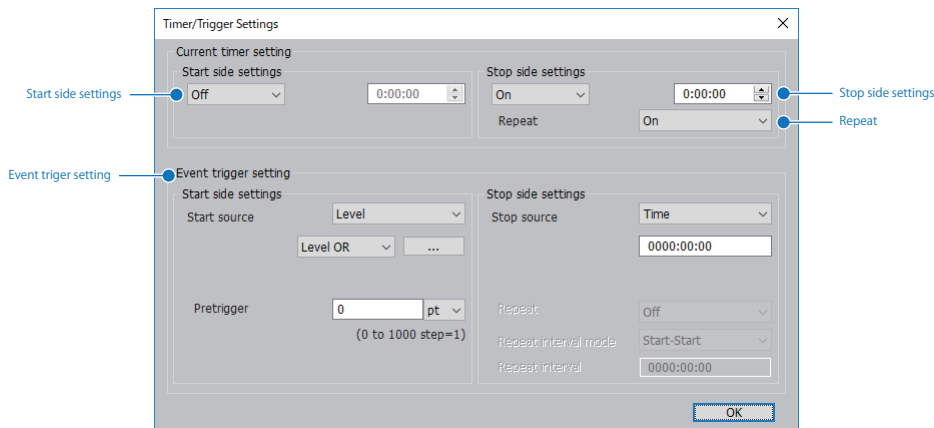 Timer/Trigger Settings
Current timer setting
Start side settings
Stop side settings
Start side settings
Off
0:00:00
On
0:00:00
Stop side settings
Repeat
On
Repeat
Event triger setting
Event trigger setting
Start side settings
Stop side settings
Start source
Level
Stop source
Time
Level OR
...
0000:00:00
Pretrigger
0
pt
Repeat
Off
(0 to 1000 step=1)
Repeat interval mode
Start-Start
Repeat interval
0000:00:00
OK